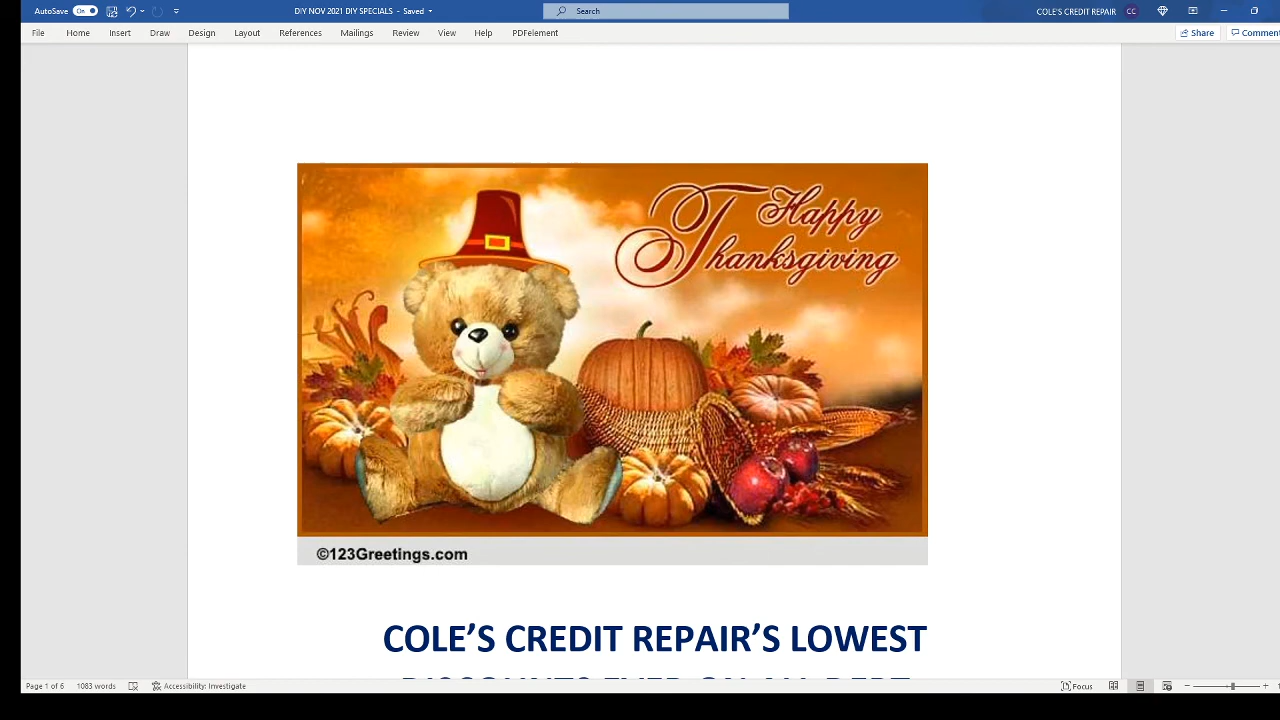 AutoSave On DIY NOV 2021 DIY SPECIALS - Saved Search COLE'S CREDIT REPAIR CC
File Home Insert Draw Design Layout References Mailings Review View Help PDFelement Share Comment
Happy
Thanksgiving
©123Greetings.com
COLE’S CREDIT REPAIR’S LOWEST
Page 1 of 6 1083 words Accessibility: Investigate Focus